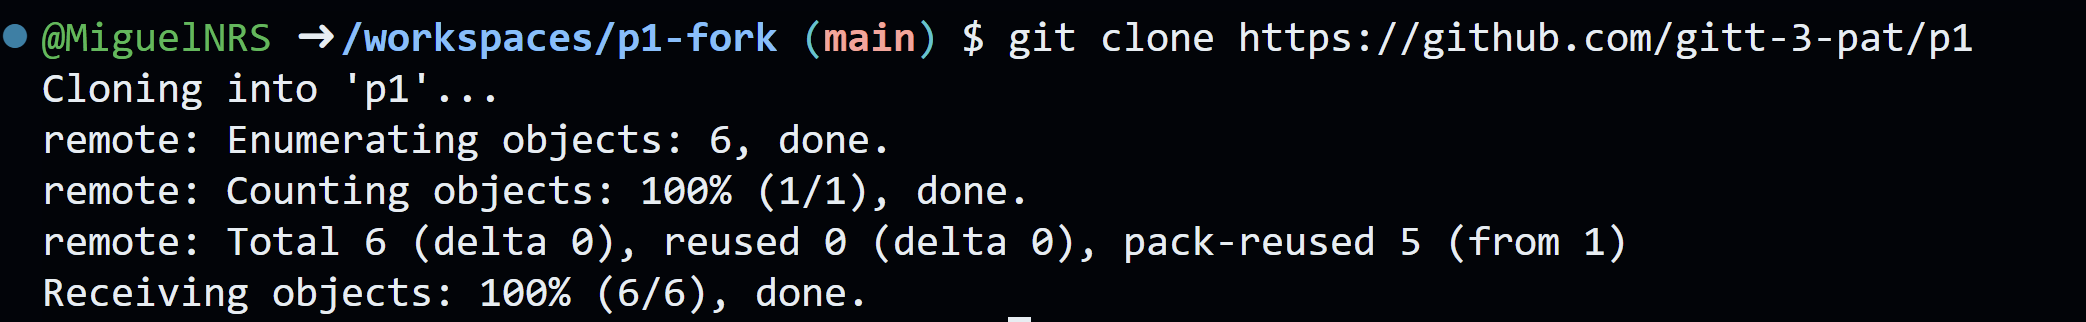 @MiguelNRS ➜ /workspaces/p1-fork (main) $ git clone https://github.com/gitt-3-pat/p1
Cloning into 'p1'...
remote: Enumerating objects: 6, done.
remote: Counting objects: 100% (1/1), done.
remote: Total 6 (delta 0), reused 0 (delta 0), pack-reused 5 (from 1)
Receiving objects: 100% (6/6), done.